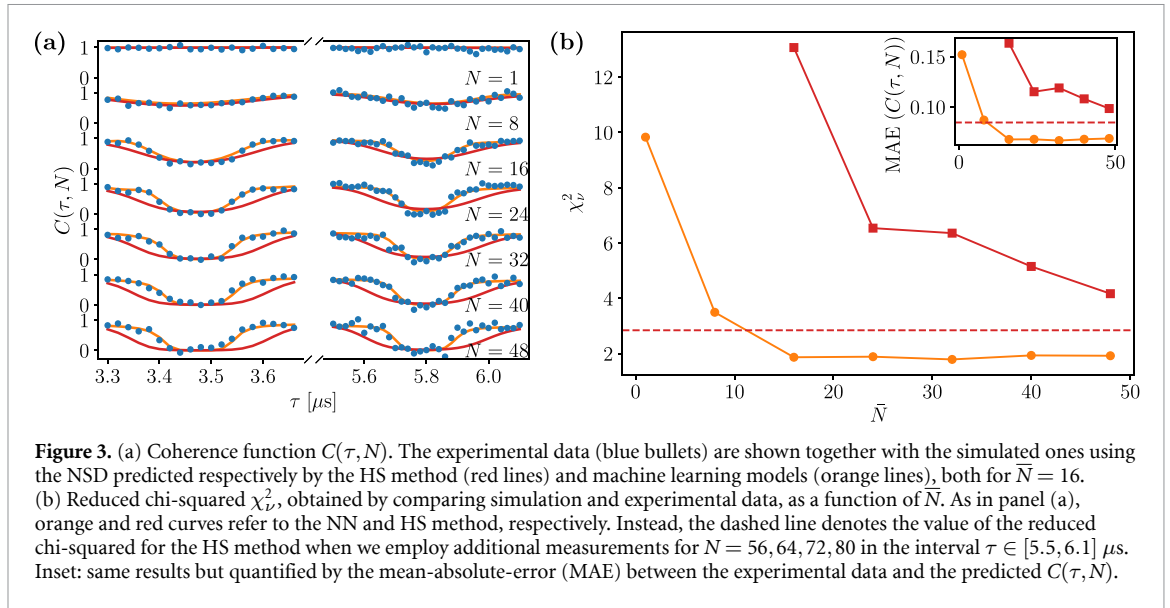 (a)
1
0
N = 1
1
0
N = 8
1
0
N = 16
1
0
N = 24
1
0
N = 32
1
0
N = 40
1
0
N = 48
C(τ, N)
3.3 3.4 3.5 3.6 5.6 5.8 6.0
τ [μs]
(b)
12
10
8
6
4
2
χ²ᵥ
0 10 20 30 40 50
N̄
MAE (C(τ, N))
0.15
0.10
0 50
Figure 3. (a) Coherence function C(τ,N). The experimental data (blue bullets) are shown together with the simulated ones using
the NSD predicted respectively by the HS method (red lines) and machine learning models (orange lines), both for N̄ = 16.
(b) Reduced chi-squared χ²ᵥ, obtained by comparing simulation and experimental data, as a function of N̄. As in panel (a),
orange and red curves refer to the NN and HS method, respectively. Instead, the dashed line denotes the value of the reduced
chi-squared for the HS method when we employ additional measurements for N = 56,64,72,80 in the interval τ ∈ [5.5,6.1] μs.
Inset: same results but quantified by the mean-absolute-error (MAE) between the experimental data and the predicted C(τ,N).